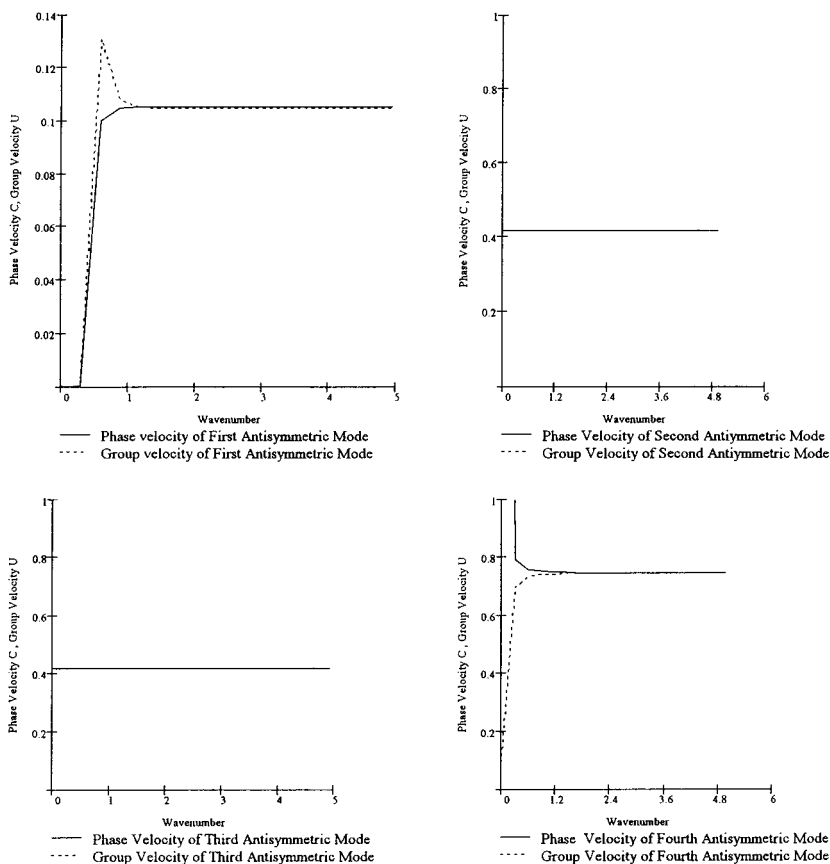 0.14
0.12
0.1
0.08
0.06
0.04
0.02
Phase Velocity C, Group Velocity U
0 1 2 3 4 5
Wavenumber
Phase velocity of First Antisymmetric Mode
Group velocity of First Antisymmetric Mode
1
0.8
0.6
0.4
0.2
Phase Velocity C , Group Velocity U
0 1.2 2.4 3.6 4.8 6
Wavenumber
Phase Velocity of Second Antisymmetric Mode
Group Velocity of Second Antiymmetric Mode
1
0.8
0.6
0.4
0.2
Phase Velocity C , Group Velocity U
0 1 2 3 4 5
Wavenumber
Phase Velocity of Third Antisymmetric Mode
Group Velocity of Third Antisymmetric Mode
1
0.8
0.6
0.4
0.2
Phase Velocity C , Group Velocity U
0 1.2 2.4 3.6 4.8 6
Wavenumber
Phase Velocity of Fourth Antisymmetric Mode
Group Velocity of Fourth Antisymmetric Mode